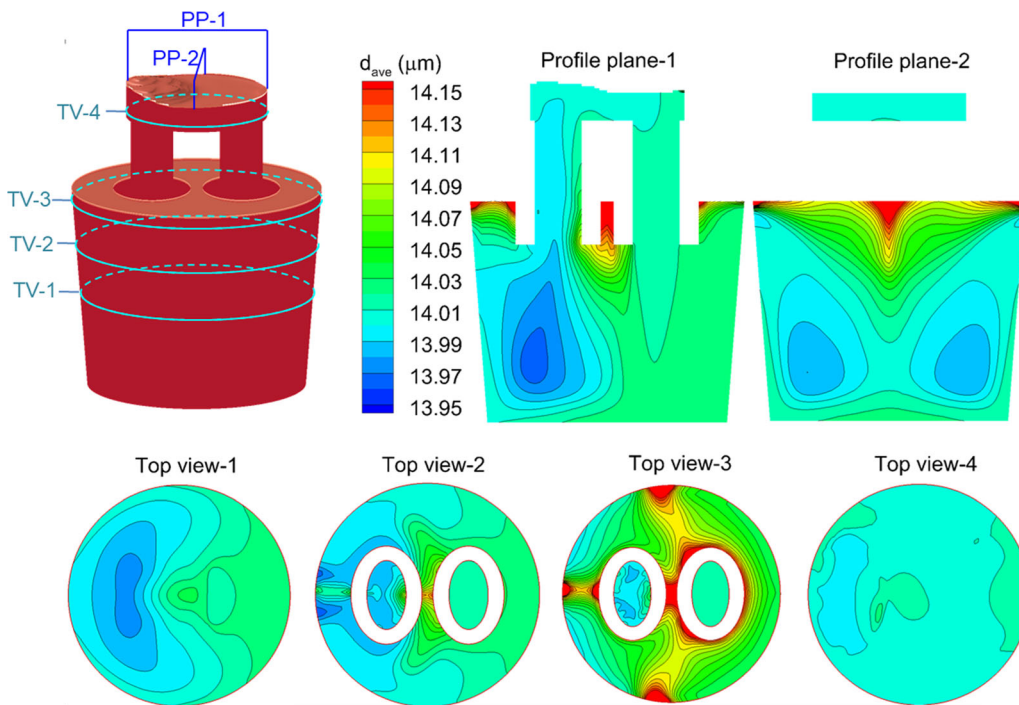 PP-1
PP-2
TV-4
TV-3
TV-2
TV-1
d_ave (μm)
14.15
14.13
14.11
14.09
14.07
14.05
14.03
14.01
13.99
13.97
13.95
Profile plane-1
Profile plane-2
Top view-1
Top view-2
Top view-3
Top view-4